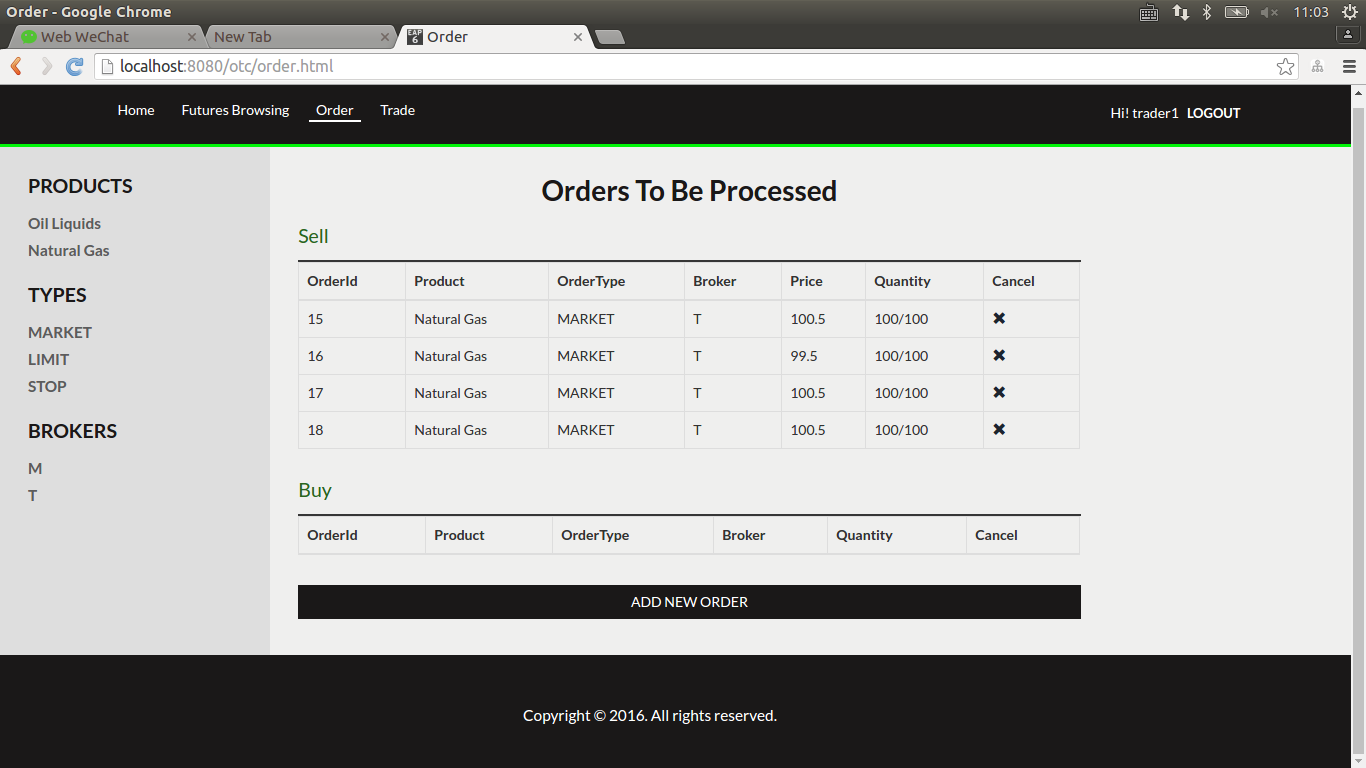 Order - Google Chrome 11:03
Web WeChat New Tab EAP 6 Order
localhost:8080/otc/order.html
Home Futures Browsing Order Trade Hi! trader1 LOGOUT
PRODUCTS
Oil Liquids
Natural Gas
TYPES
MARKET
LIMIT
STOP
BROKERS
M
T
Orders To Be Processed
Sell
OrderId Product OrderType Broker Price Quantity Cancel
15 Natural Gas MARKET T 100.5 100/100 ✖
16 Natural Gas MARKET T 99.5 100/100 ✖
17 Natural Gas MARKET T 100.5 100/100 ✖
18 Natural Gas MARKET T 100.5 100/100 ✖
Buy
OrderId Product OrderType Broker Quantity Cancel
ADD NEW ORDER
Copyright © 2016. All rights reserved.